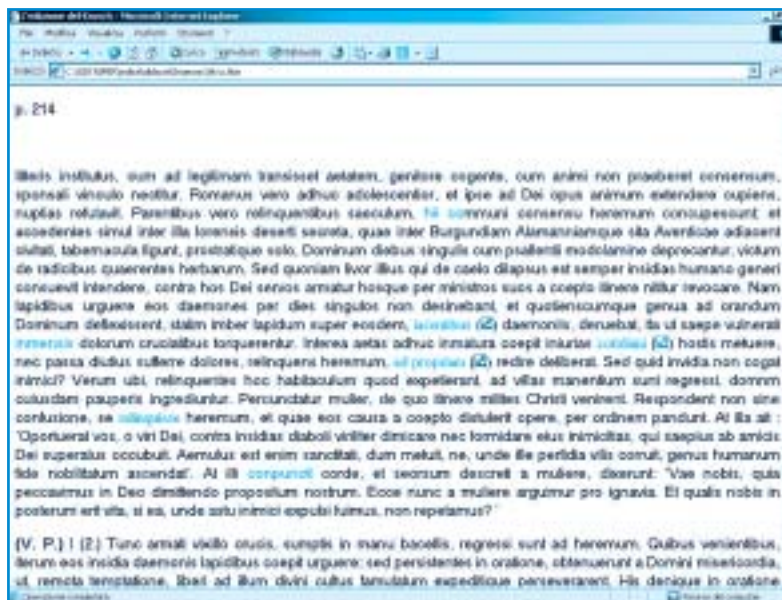 p. 214
litteris institutus, cum ad legitimam transisset aetatem, genitore cogente, cum animi non praeberet consensum,
sponsali vinculo nectitur. Romanus vero adhuc adolescentior, et ipse ad Dei opus animum extendere cupiens,
nuptias refutavit. Parentibus vero relinquentibus saeculum, hii communi consensu heremum concupescunt; et
accedentes simul inter illa Iorensis deserti secreta, quae inter Burgundiam Alamanniamque sita Aventicae adiacent
civitati, tabernacula figunt, prostratique solo, Dominum diebus singulis cum psallentii modolamine deprecantur, victum
de radicibus quaerentes herbarum. Sed quoniam livor illius qui de caelo dilapsus est semper insidias humano generi
consuevit intendere, contra hos Dei servos armatur hosque per ministros suos a coepto itinere nititur revocare. Nam
lapidibus urguere eos daemones per dies singulos non desinebant, et quotienscumque genua ad orandum
Dominum deflexissent, statim imber lapidum super eosdem, iacientibus daemoniis, deruebat, ita ut saepe vulnerati
immensis dolorum cruciatibus torquerentur. Interea aetas adhuc inmatura coepit iniurias hostis metuere,
nec passa diutius sufferre dolores, relinquens heremum, ad propriam redire deliberat. Sed quid invidia non cogat
inimici? Verum ubi, relinquentes hoc habitaculum quod expetierant, ad villas manentium sunt regressi, domum
cuiusdam pauperis ingrediuntur. Percunctatur mulier, de quo itinere milites Christi venirent. Respondent non sine
confusione, se heremum, et quae eos causa a coepto distulerit opere, per ordinem pandunt. At illa ait :
'Oportuerat vos, o viri Dei, contra insidias diaboli viriliter dimicare nec formidare eius inimicitias, qui saepius ab amicis
Dei superatus occubuit. Aemulus est enim sanctitati, dum metuit, ne, unde ille perfidia vilis corruit, genus humanum
fide nobilitatum ascendat'. At illi conpuncti corde, et seorsum discreti a muliere, dixerunt: 'Vae nobis, quia
peccavimus in Deo dimittendo propositum nostrum. Ecce nunc a muliere arguimur pro ignavia. Et qualis nobis in
posterum erit vita, si ea, unde astu inimici expulsi fuimus, non repetamus?'
(V. P.) I (2.) Tunc armati vixillo crucis, sumptis in manu bacellis, regressi sunt ad heremum. Quibus venientibus,
iterum eos insidia daemonis lapidibus coepit urguere; sed persistentes in oratione, obtenuerunt a Domini misericordia,
ut, remota temptatione, liberi ad illum divini cultus famulatum expeditique perseverarent. His denique in oratione